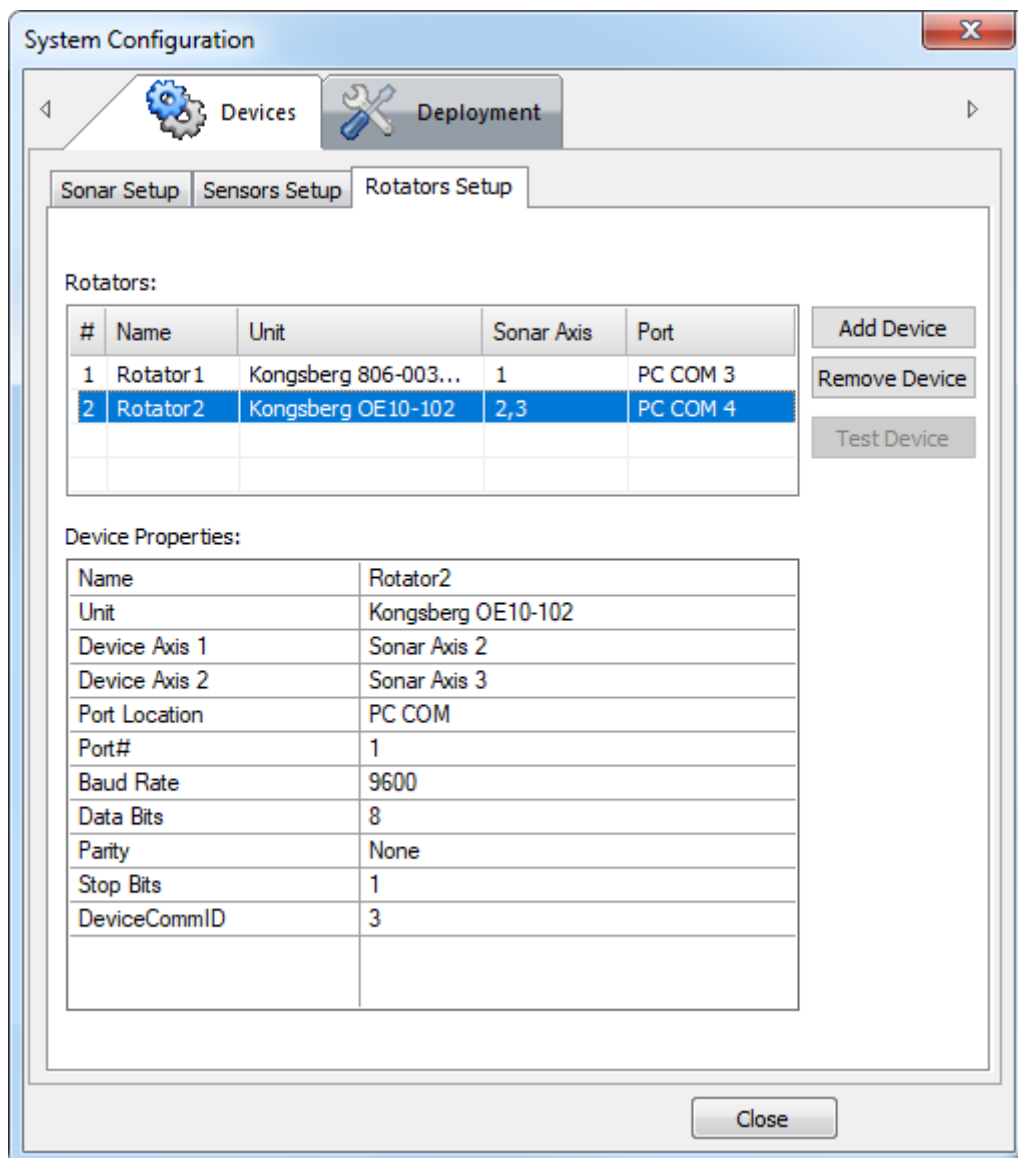 System Configuration
Devices Deployment
Sonar Setup Sensors Setup Rotators Setup
Rotators:
# Name Unit Sonar Axis Port
1 Rotator1 Kongsberg 806-003... 1 PC COM 3
2 Rotator2 Kongsberg OE10-102 2,3 PC COM 4
Add Device
Remove Device
Test Device
Device Properties:
Name Rotator2
Unit Kongsberg OE10-102
Device Axis 1 Sonar Axis 2
Device Axis 2 Sonar Axis 3
Port Location PC COM
Port# 1
Baud Rate 9600
Data Bits 8
Parity None
Stop Bits 1
DeviceCommID 3
Close